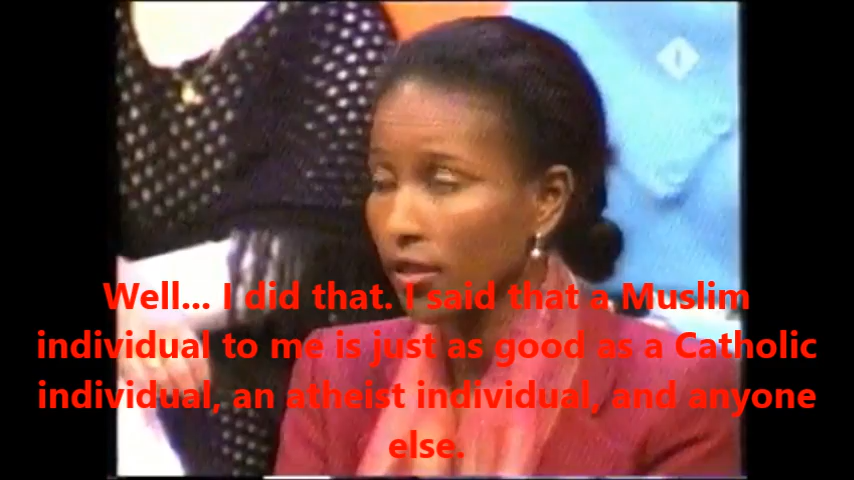 Well... I did that. I said that a Muslim
individual to me is just as good as a Catholic
individual, an atheist individual, and anyone
else.